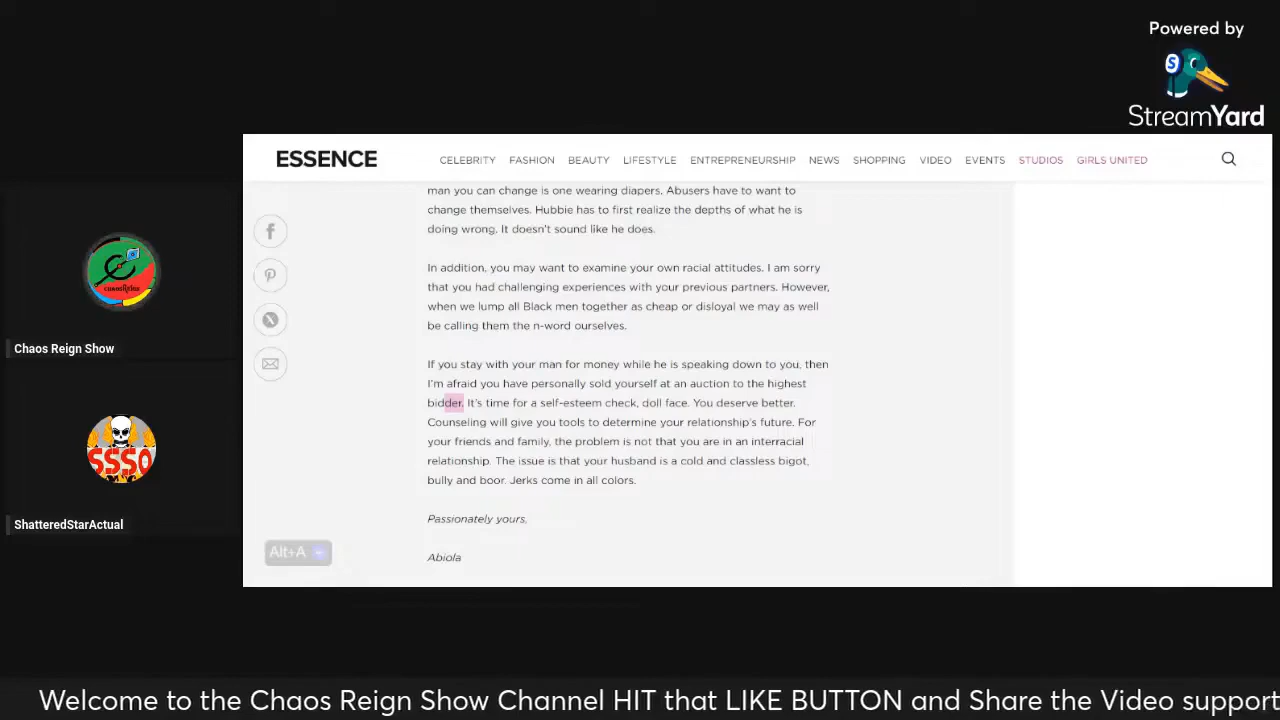 Powered by
StreamYard
ESSENCE
CELEBRITY FASHION BEAUTY LIFESTYLE ENTREPRENEURSHIP NEWS SHOPPING VIDEO EVENTS STUDIOS GIRLS UNITED
man you can change is one wearing diapers. Abusers have to want to
change themselves. Hubbie has to first realize the depths of what he is
doing wrong. It doesn't sound like he does.
In addition, you may want to examine your own racial attitudes. I am sorry
that you had challenging experiences with your previous partners. However,
when we lump all Black men together as cheap or disloyal we may as well
be calling them the n-word ourselves.
If you stay with your man for money while he is speaking down to you, then
I'm afraid you have personally sold yourself at an auction to the highest
bidder. It's time for a self-esteem check, doll face. You deserve better.
Counseling will give you tools to determine your relationship's future. For
your friends and family, the problem is not that you are in an interracial
relationship. The issue is that your husband is a cold and classless bigot,
bully and boor. Jerks come in all colors.
Passionately yours,
Abiola
Alt+A
Chaos Reign Show
SSSO
ShatteredStarActual
Welcome to the Chaos Reign Show Channel HIT that LIKE BUTTON and Share the Video support